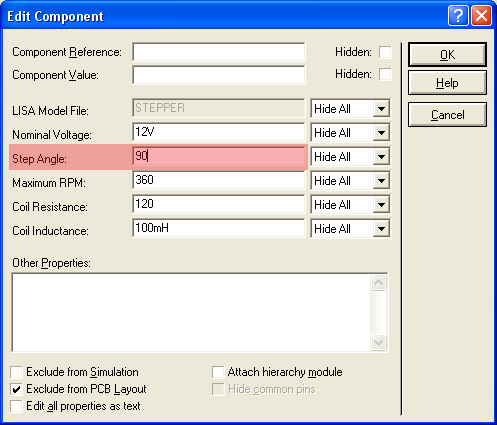 Edit Component
Component Reference: Hidden: OK
Component Value: Hidden: Help
LISA Model File: STEPPER Hide All Cancel
Nominal Voltage: 12V Hide All
Step Angle: 90 Hide All
Maximum RPM: 360 Hide All
Coil Resistance: 120 Hide All
Coil Inductance: 100mH Hide All
Other Properties:
Exclude from Simulation Attach hierarchy module
Exclude from PCB Layout Hide common pins
Edit all properties as text